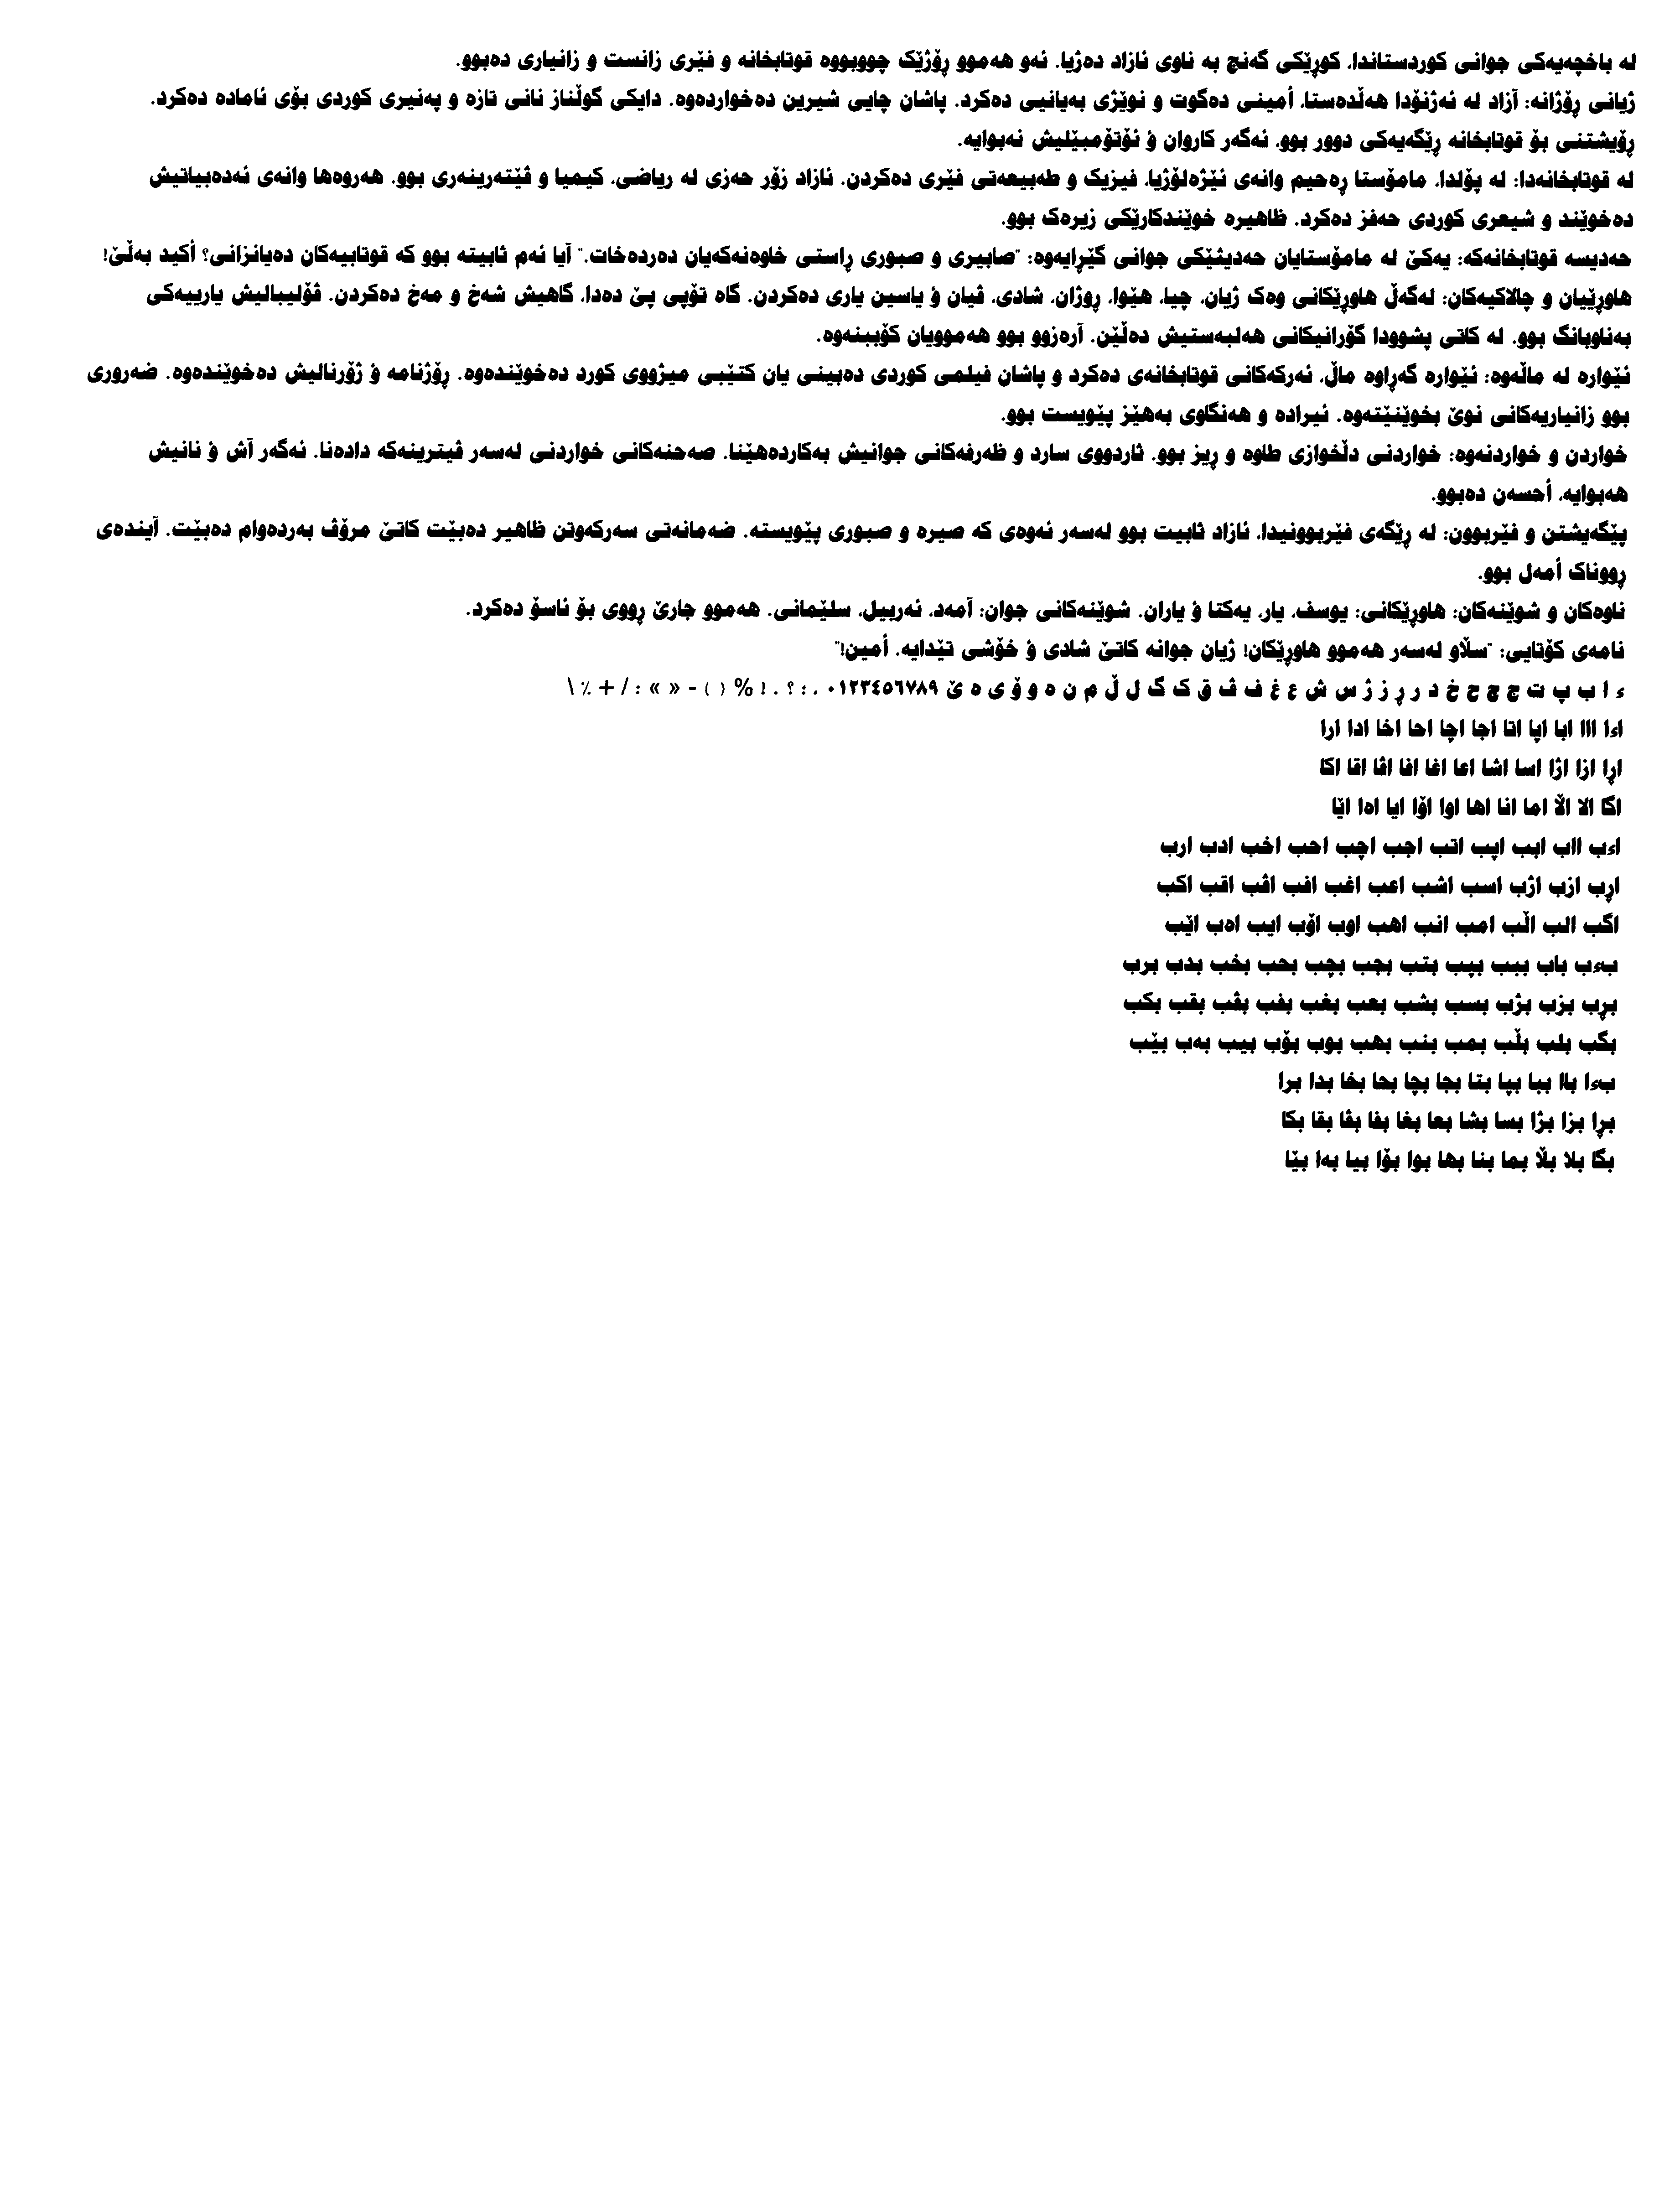 لە باخچەیەکی جوانی کوردستاندا، کوڕێکی گەنج بە ناوی ئازاد دەژیا. ئەو هەموو ڕۆژێک چووبووە قوتابخانە و فێری زانست و زانیاری دەبوو.
ژیانی ڕۆژانە: آزاد لە ئەژنۆدا هەڵدەستا، أمینی دەگوت و نوێژی بەیانیی دەکرد. پاشان چایی شیرین دەخواردەوە. دایکی گوڵناز نانی تازە و پەنیری کوردی بۆی ئامادە دەکرد.
ڕۆیشتنی بۆ قوتابخانە ڕێگەیەکی دوور بوو، ئەگەر کاروان ؤ ئۆتۆمبێلیش نەبوایە.
لە قوتابخانەدا: لە پۆلدا، مامۆستا ڕەحیم وانەی ئێژەلۆژیا، فیزیک و طەبیعەتی فێری دەکردن. ئازاد زۆر حەزی لە ریاضی، کیمیا و ڤێتەرینەری بوو. هەروەها وانەی ئەدەبیاتیش
دەخوێند و شیعری کوردی حەفز دەکرد. ظاهیرە خوێندکارێکی زیرەک بوو.
حەدیسە قوتابخانەکە: یەکێ لە مامۆستایان حەدیثێکی جوانی گێڕایەوە: "صابیری و صبوری ڕاستی خاوەنەکەیان دەردەخات." آیا ئەم ثابیتە بوو کە قوتابیەکان دەیانزانی؟ أکید بەڵێ!
هاوڕێیان و چالاکیەکان: لەگەڵ هاوڕێکانی وەک ژیان، چیا، هێوا، ڕوژان، شادی، ڤیان ؤ یاسین یاری دەکردن. گاە تۆپی پێ دەدا، گاهیش شەخ و مەخ دەکردن. ڤۆلیبالیش یارییەکی
بەناوبانگ بوو. لە کاتی پشوودا گۆرانیکانی هەلبەستیش دەڵێن. آرەزوو بوو هەموویان کۆببنەوە.
ئێوارە لە ماڵەوە: ئێوارە گەڕاوە ماڵ، ئەرکەکانی قوتابخانەی دەکرد و پاشان فیلمی کوردی دەبینی یان کتێبی میژووی کورد دەخوێندەوە. ڕۆژنامە ؤ ژۆرنالیش دەخوێندەوە. ضەروری
بوو زانیاریەکانی نوێ بخوێنێتەوە. ئیرادە و هەنگاوی بەهێز پێویست بوو.
خواردن و خواردنەوە: خواردنی دڵخوازی طاوە و ڕیز بوو. ئاردووی سارد و ظەرفەکانی جوانیش بەکاردەهێنا. صەحنەکانی خواردنی لەسەر ڤیترینەکە دادەنا. ئەگەر آش ؤ نانیش
هەبوایە، أحسەن دەبوو.
پێگەیشتن و فێربوون: لە ڕێگەی فێربوونیدا، ئازاد ثابیت بوو لەسەر ئەوەی کە صیرە و صبوری پێویستە. ضەمانەتی سەرکەوتن ظاهیر دەبێت کاتێ مرۆڤ بەردەوام دەبێت. آیندەی
ڕووناک أمەل بوو.
ناوەکان و شوێنەکان: هاوڕێکانی: یوسف، یار، یەکتا ؤ یاران. شوێنەکانی جوان: آمەد، ئەربیل، سلێمانی. هەموو جارێ ڕووی بۆ ئاسۆ دەکرد.
نامەی کۆتایی: "سڵاو لەسەر هەموو هاوڕێکان! ژیان جوانە کاتێ شادی ؤ خۆشی تێدایە. أمین!"
ء ا ب پ ت ج چ ح خ د ر ڕ ز ژ س ش ع غ ف ڤ ق ک گ ل ڵ م ن ه و ۆ ی ە ێ ٠١٢٣٤٥٦٧٨٩ ، ؛ ؟ . ! % ( ) - « » : / + ٪ \
اءا ااا ابا اپا اتا اجا اچا احا اخا ادا ارا
اڕا ازا اژا اسا اشا اعا اغا افا اڤا اقا اکا
اگا الا اڵا اما انا اها اوا اۆا ایا اەا اێا
اءب ااب ابب اپب اتب اجب اچب احب اخب ادب ارب
اڕب ازب اژب اسب اشب اعب اغب افب اڤب اقب اکب
اگب الب اڵب امب انب اهب اوب اۆب ایب اەب اێب
بءب باب ببب بپب بتب بجب بچب بحب بخب بدب برب
بڕب بزب بژب بسب بشب بعب بغب بفب بڤب بقب بکب
بگب بلب بڵب بمب بنب بهب بوب بۆب بیب بەب بێب
بءا باا ببا بپا بتا بجا بچا بحا بخا بدا برا
بڕا بزا بژا بسا بشا بعا بغا بفا بڤا بقا بکا
بگا بلا بڵا بما بنا بها بوا بۆا بیا بەا بێا